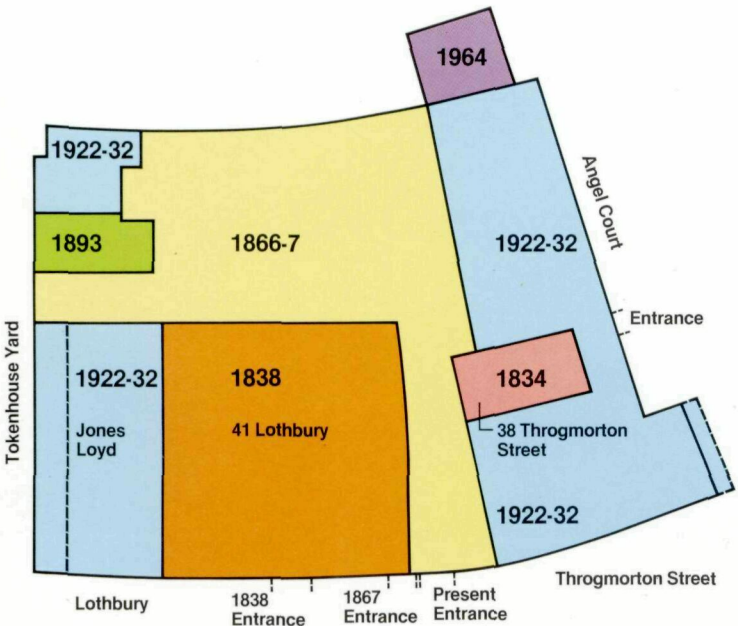 1964
1922-32
Angel Court
1893
1866-7
1922-32
Entrance
Tokenhouse Yard
1922-32
1838
1834
Jones
Loyd
41 Lothbury
38 Throgmorton
Street
1922-32
Throgmorton Street
Lothbury
1838
Entrance
1867
Entrance
Present
Entrance